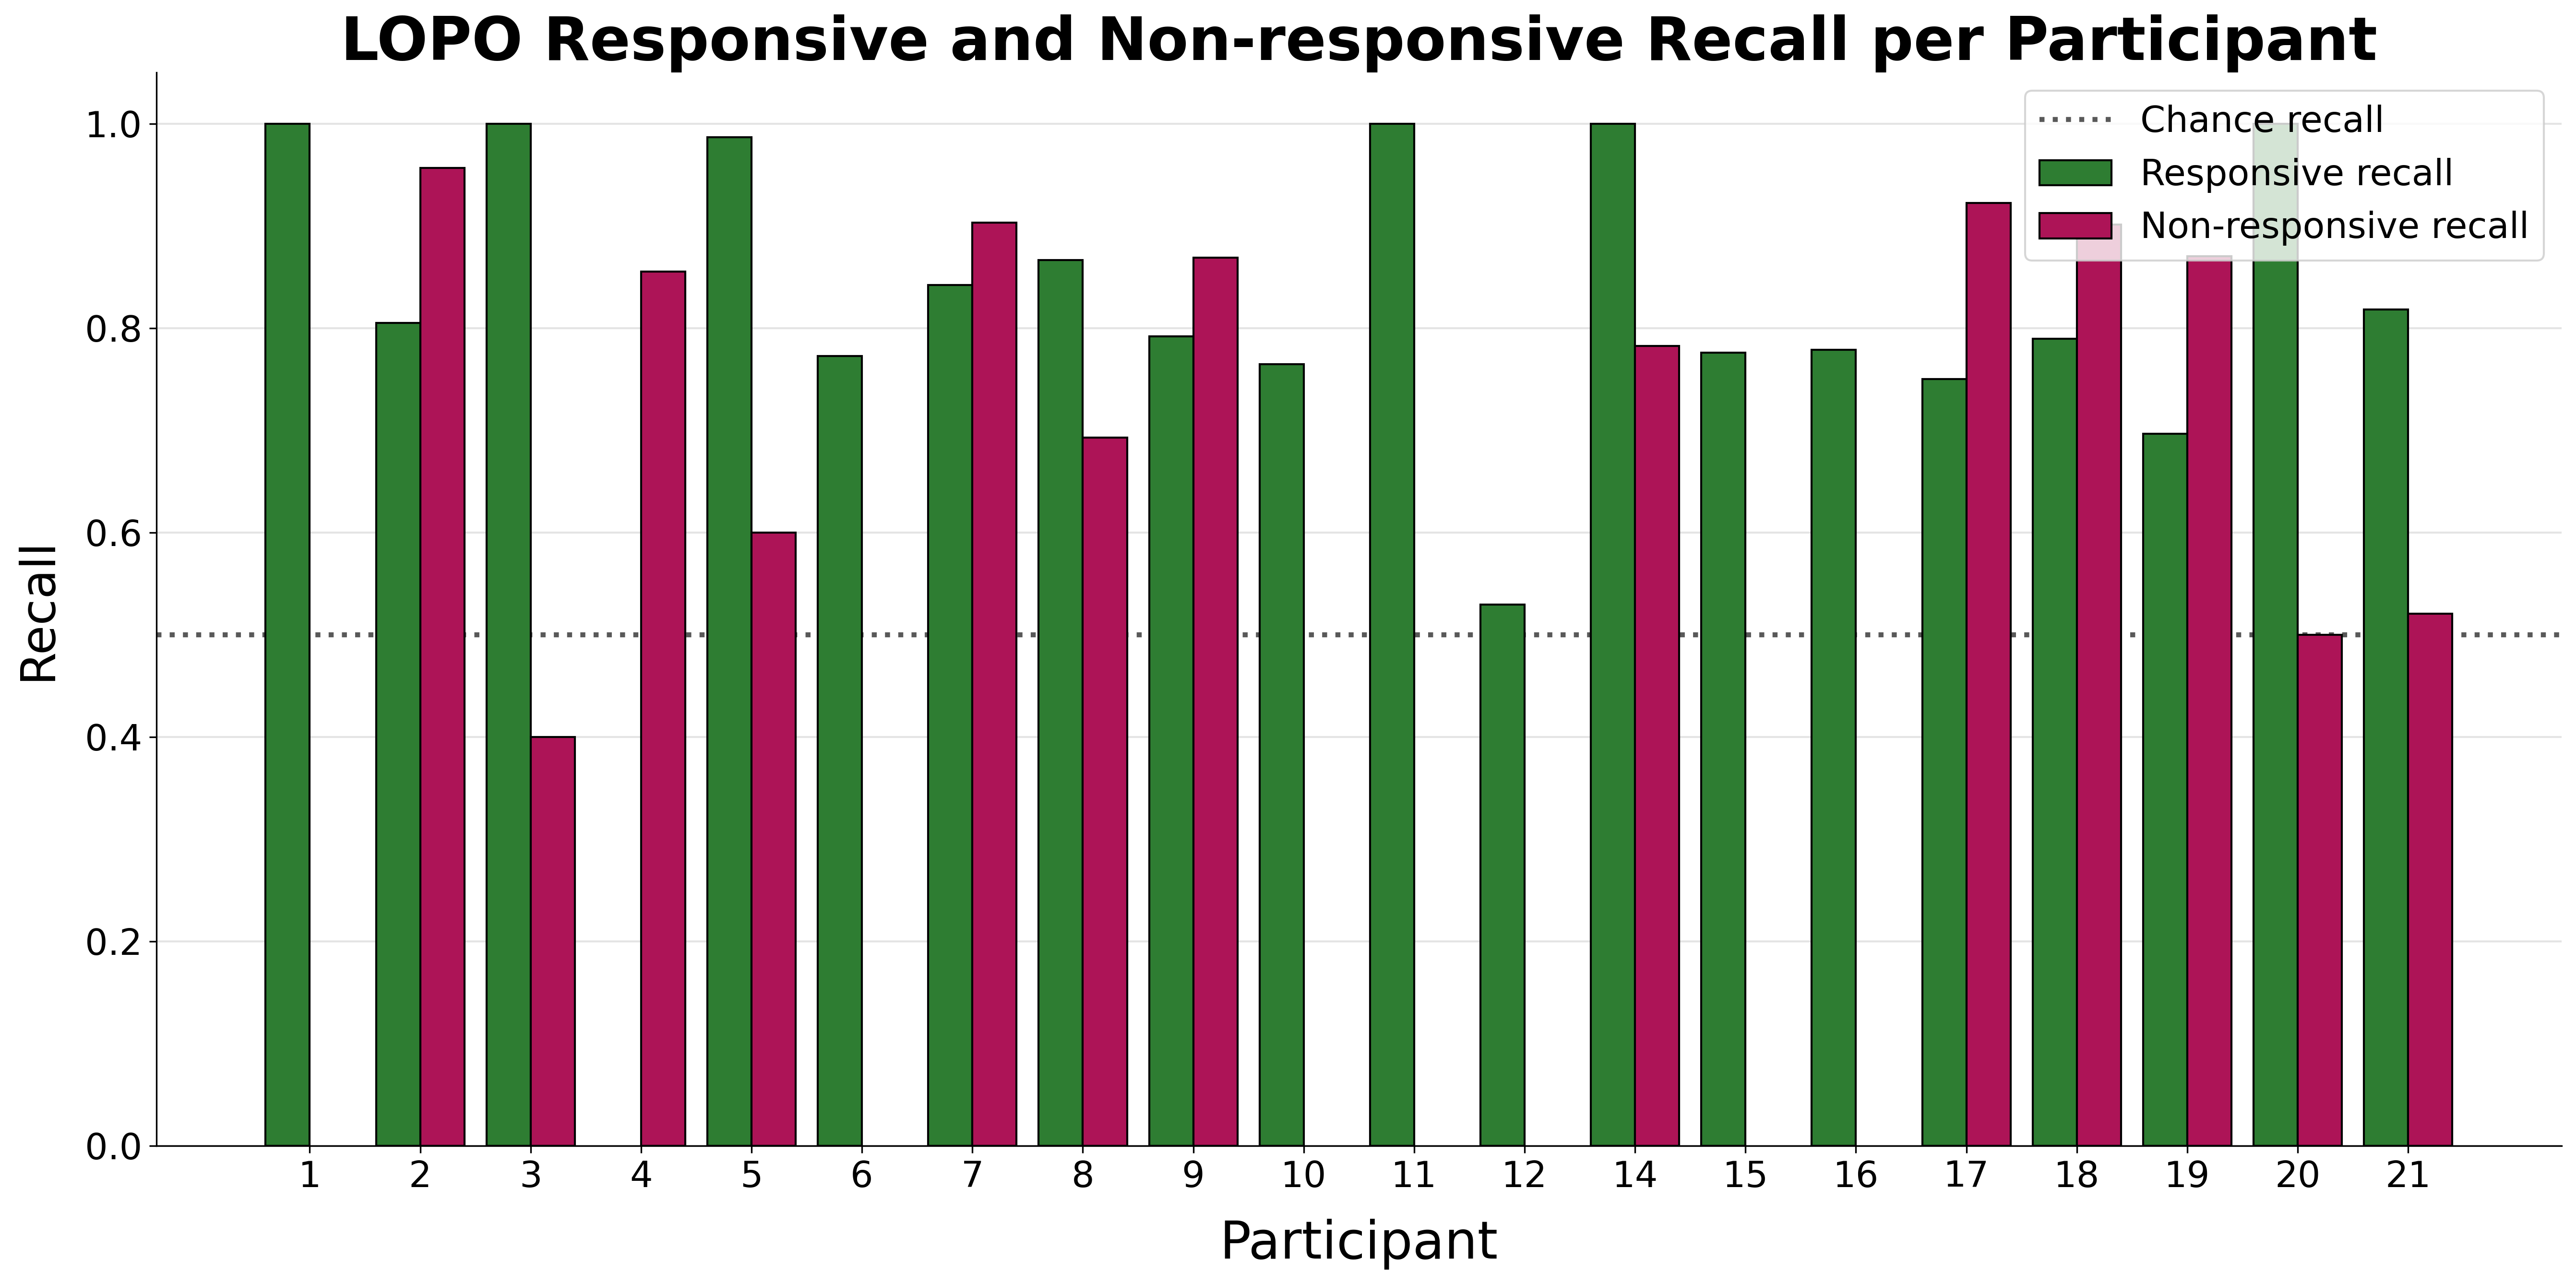 LOPO Responsive and Non-responsive Recall per Participant
Chance recall
Responsive recall
Non-responsive recall
1.0
0.8
0.6
0.4
0.2
0.0
Recall
1 2 3 4 5 6 7 8 9 10 11 12 14 15 16 17 18 19 20 21
Participant